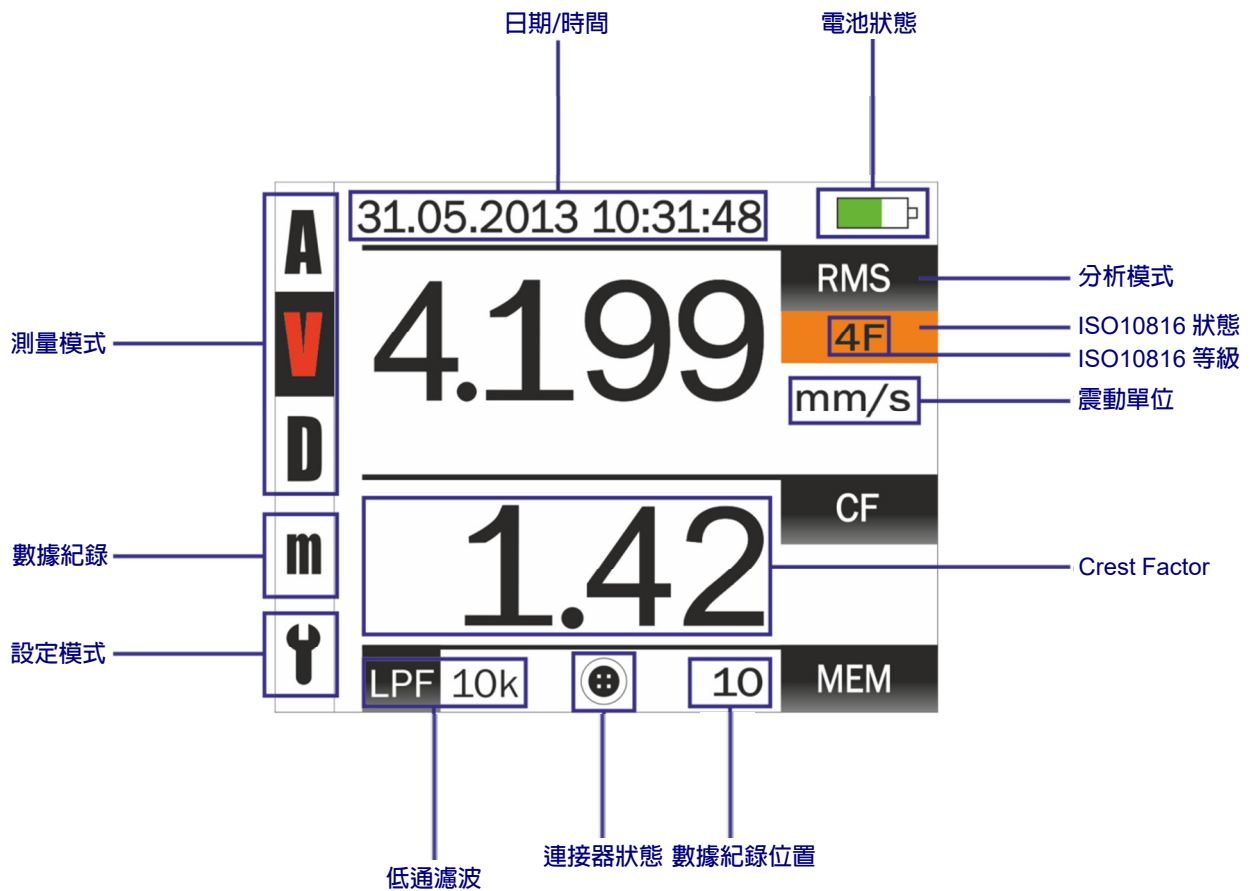 日期/時間
電池狀態
31.05.2013 10:31:48
A
V
D
m
4.199
RMS
4F
mm/s
1.42
CF
LPF 10k
10
MEM
測量模式
數據紀錄
設定模式
分析模式
ISO10816 狀態
ISO10816 等級
震動單位
Crest Factor
連接器狀態
數據紀錄位置
低通濾波